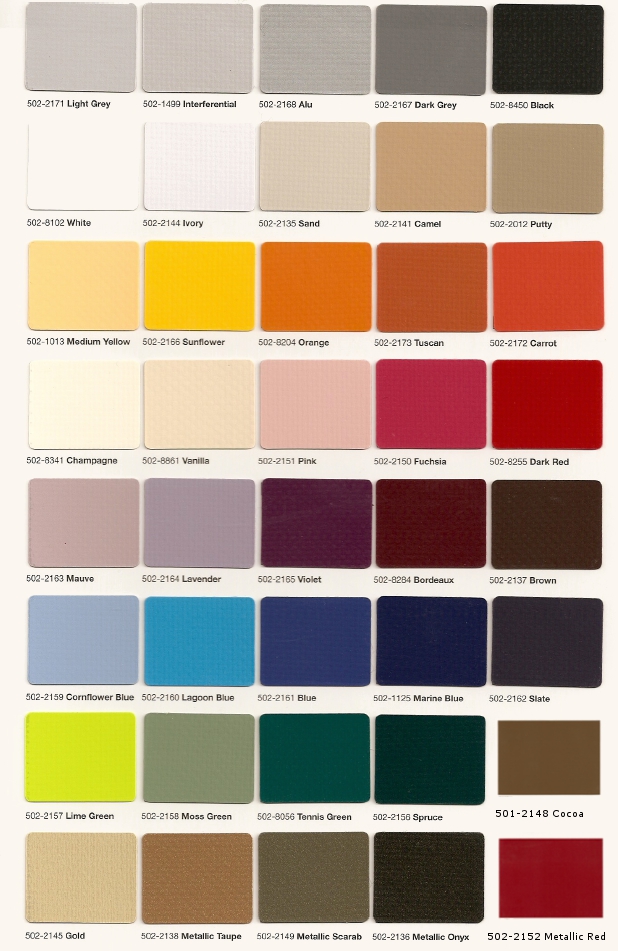 502-2171 Light Grey
502-1499 Interferential
502-2168 Alu
502-2167 Dark Grey
502-8450 Black
502-8102 White
502-2144 Ivory
502-2135 Sand
502-2141 Camel
502-2012 Putty
502-1013 Medium Yellow
502-2166 Sunflower
502-8204 Orange
502-2173 Tuscan
502-2172 Carrot
502-8341 Champagne
502-8861 Vanilla
502-2151 Pink
502-2150 Fuchsia
502-8255 Dark Red
502-2163 Mauve
502-2164 Lavender
502-2165 Violet
502-8284 Bordeaux
502-2137 Brown
502-2159 Cornflower Blue
502-2160 Lagoon Blue
502-2161 Blue
502-1125 Marine Blue
502-2162 Slate
502-2157 Lime Green
502-2158 Moss Green
502-8056 Tennis Green
502-2156 Spruce
501-2148 Cocoa
502-2145 Gold
502-2138 Metallic Taupe
502-2149 Metallic Scarab
502-2136 Metallic Onyx
502-2152 Metallic Red